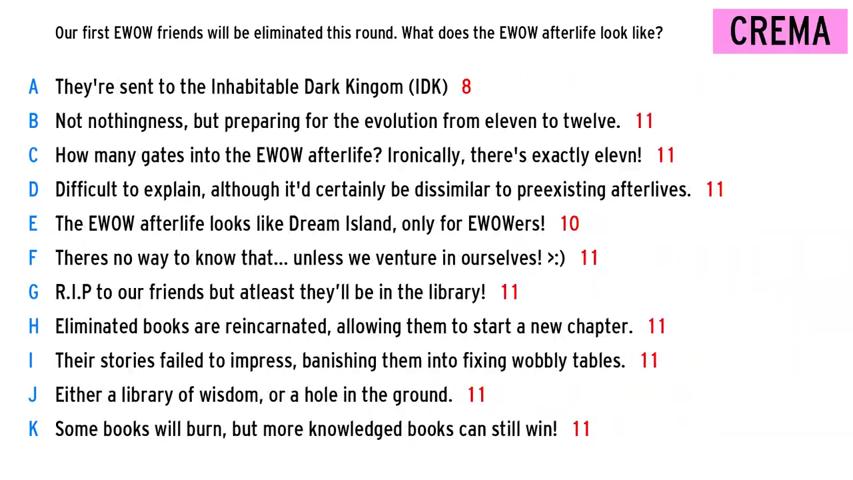 Our first EWOW friends will be eliminated this round. What does the EWOW afterlife look like?
CREMA
A They're sent to the Inhabitable Dark Kingom (IDK) 8
B Not nothingness, but preparing for the evolution from eleven to twelve. 11
C How many gates into the EWOW afterlife? Ironically, there's exactly elevn! 11
D Difficult to explain, although it'd certainly be dissimilar to preexisting afterlives. 11
E The EWOW afterlife looks like Dream Island, only for EWOWers! 10
F Theres no way to know that... unless we venture in ourselves! >:) 11
G R.I.P to our friends but atleast they'll be in the library! 11
H Eliminated books are reincarnated, allowing them to start a new chapter. 11
I Their stories failed to impress, banishing them into fixing wobbly tables. 11
J Either a library of wisdom, or a hole in the ground. 11
K Some books will burn, but more knowledged books can still win! 11